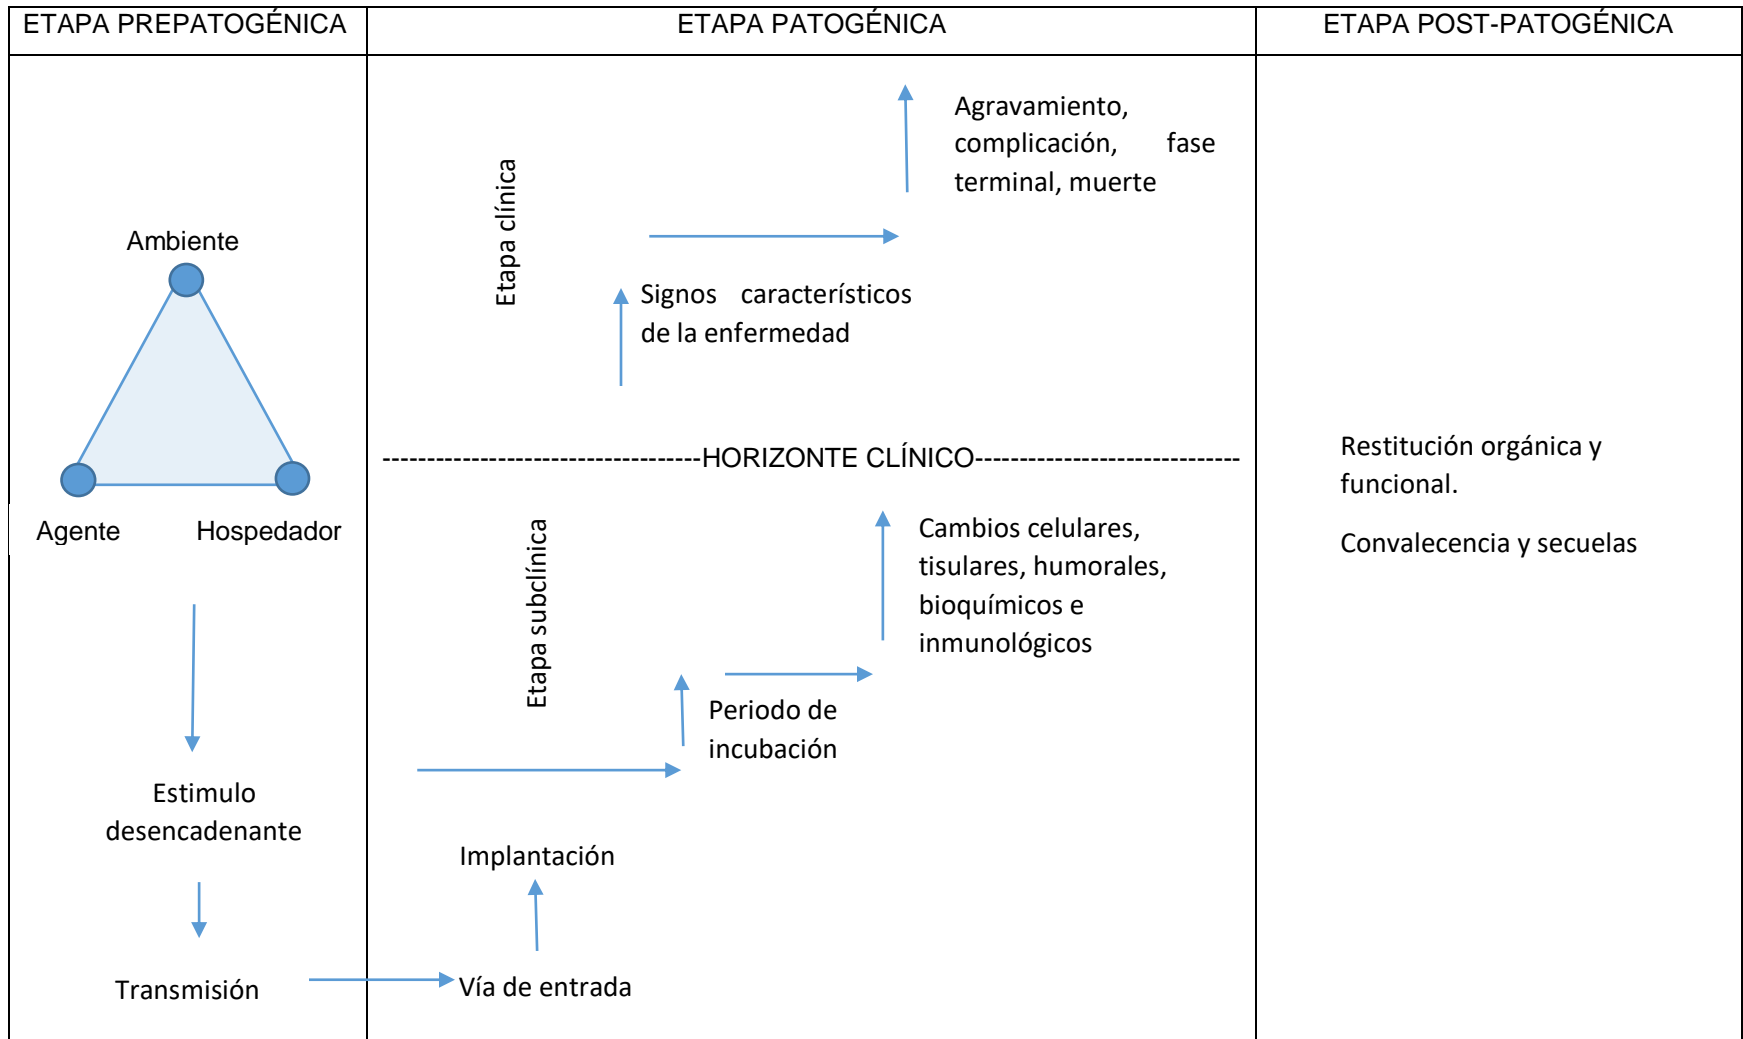 ETAPA PREPATOGÉNICA
ETAPA PATOGÉNICA
ETAPA POST-PATOGÉNICA
Ambiente
Agente
Hospedador
Estimulo
desencadenante
Transmisión
Etapa clínica
Agravamiento,
complicación, fase
terminal, muerte
Signos característicos
de la enfermedad
-----------------------------------HORIZONTE CLÍNICO-----------------------------
Etapa subclínica
Cambios celulares,
tisulares, humorales,
bioquímicos e
inmunológicos
Periodo de
incubación
Implantación
Vía de entrada
Restitución orgánica y
funcional.
Convalecencia y secuelas